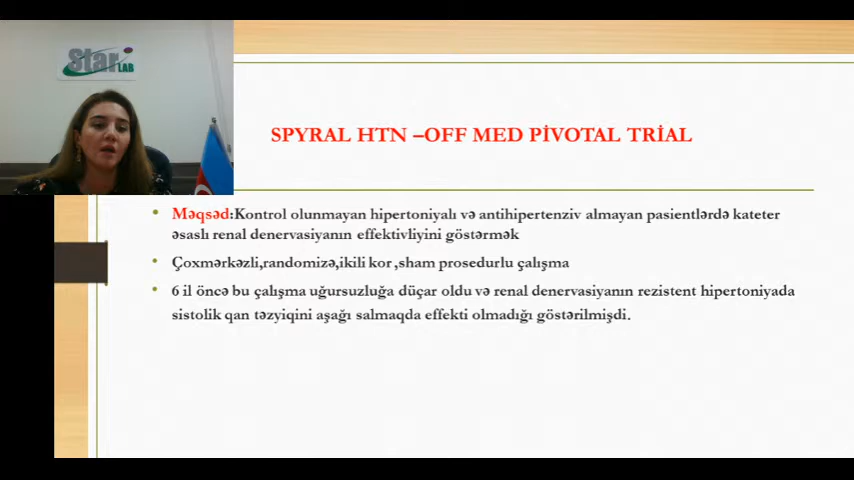 Star
LAB
SPYRAL HTN –OFF MED PİVOTAL TRİAL
• Məqsəd:Kontrol olunmayan hipertoniyalı və antihipertenziv almayan pasientlərdə kateter
əsaslı renal denervasiyanın effektivliyini göstərmək
• Çoxmərkəzli,randomizə,ikili kor ,sham prosedurlu çalışma
• 6 il öncə bu çalışma uğursuzluğa düçar oldu və renal denervasiyanın rezistent hipertoniyada
sistolik qan təzyiqini aşağı salmaqda effekti olmadığı göstərilmişdi.